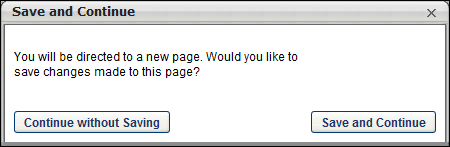 Save and Continue
You will be directed to a new page. Would you like to
save changes made to this page?
Continue without Saving
Save and Continue